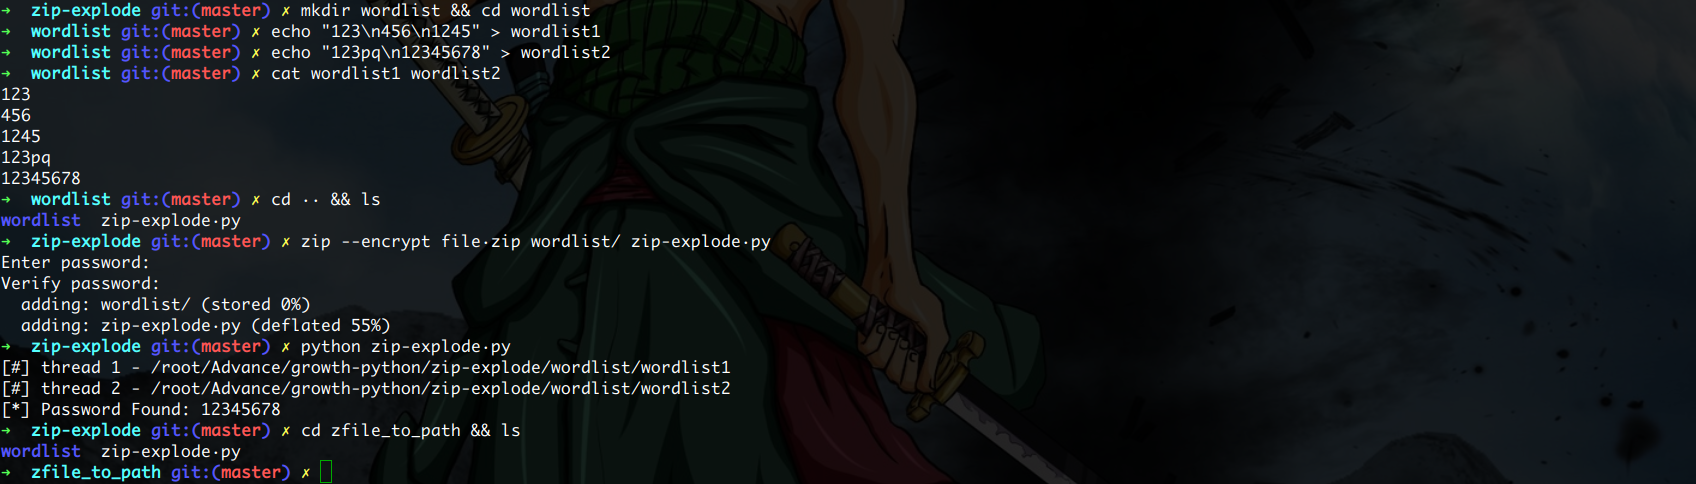 ➜ zip-explode git:(master) ✗ mkdir wordlist && cd wordlist
➜ wordlist git:(master) ✗ echo "123\n456\n1245" > wordlist1
➜ wordlist git:(master) ✗ echo "123pq\n12345678" > wordlist2
➜ wordlist git:(master) ✗ cat wordlist1 wordlist2
123
456
1245
123pq
12345678
➜ wordlist git:(master) ✗ cd .. && ls
wordlist zip-explode.py
➜ zip-explode git:(master) ✗ zip --encrypt file.zip wordlist/ zip-explode.py
Enter password:
Verify password:
adding: wordlist/ (stored 0%)
adding: zip-explode.py (deflated 55%)
➜ zip-explode git:(master) ✗ python zip-explode.py
[#] thread 1 - /root/Advance/growth-python/zip-explode/wordlist/wordlist1
[#] thread 2 - /root/Advance/growth-python/zip-explode/wordlist/wordlist2
[*] Password Found: 12345678
➜ zip-explode git:(master) ✗ cd zfile_to_path && ls
wordlist zip-explode.py
➜ zfile_to_path git:(master) ✗